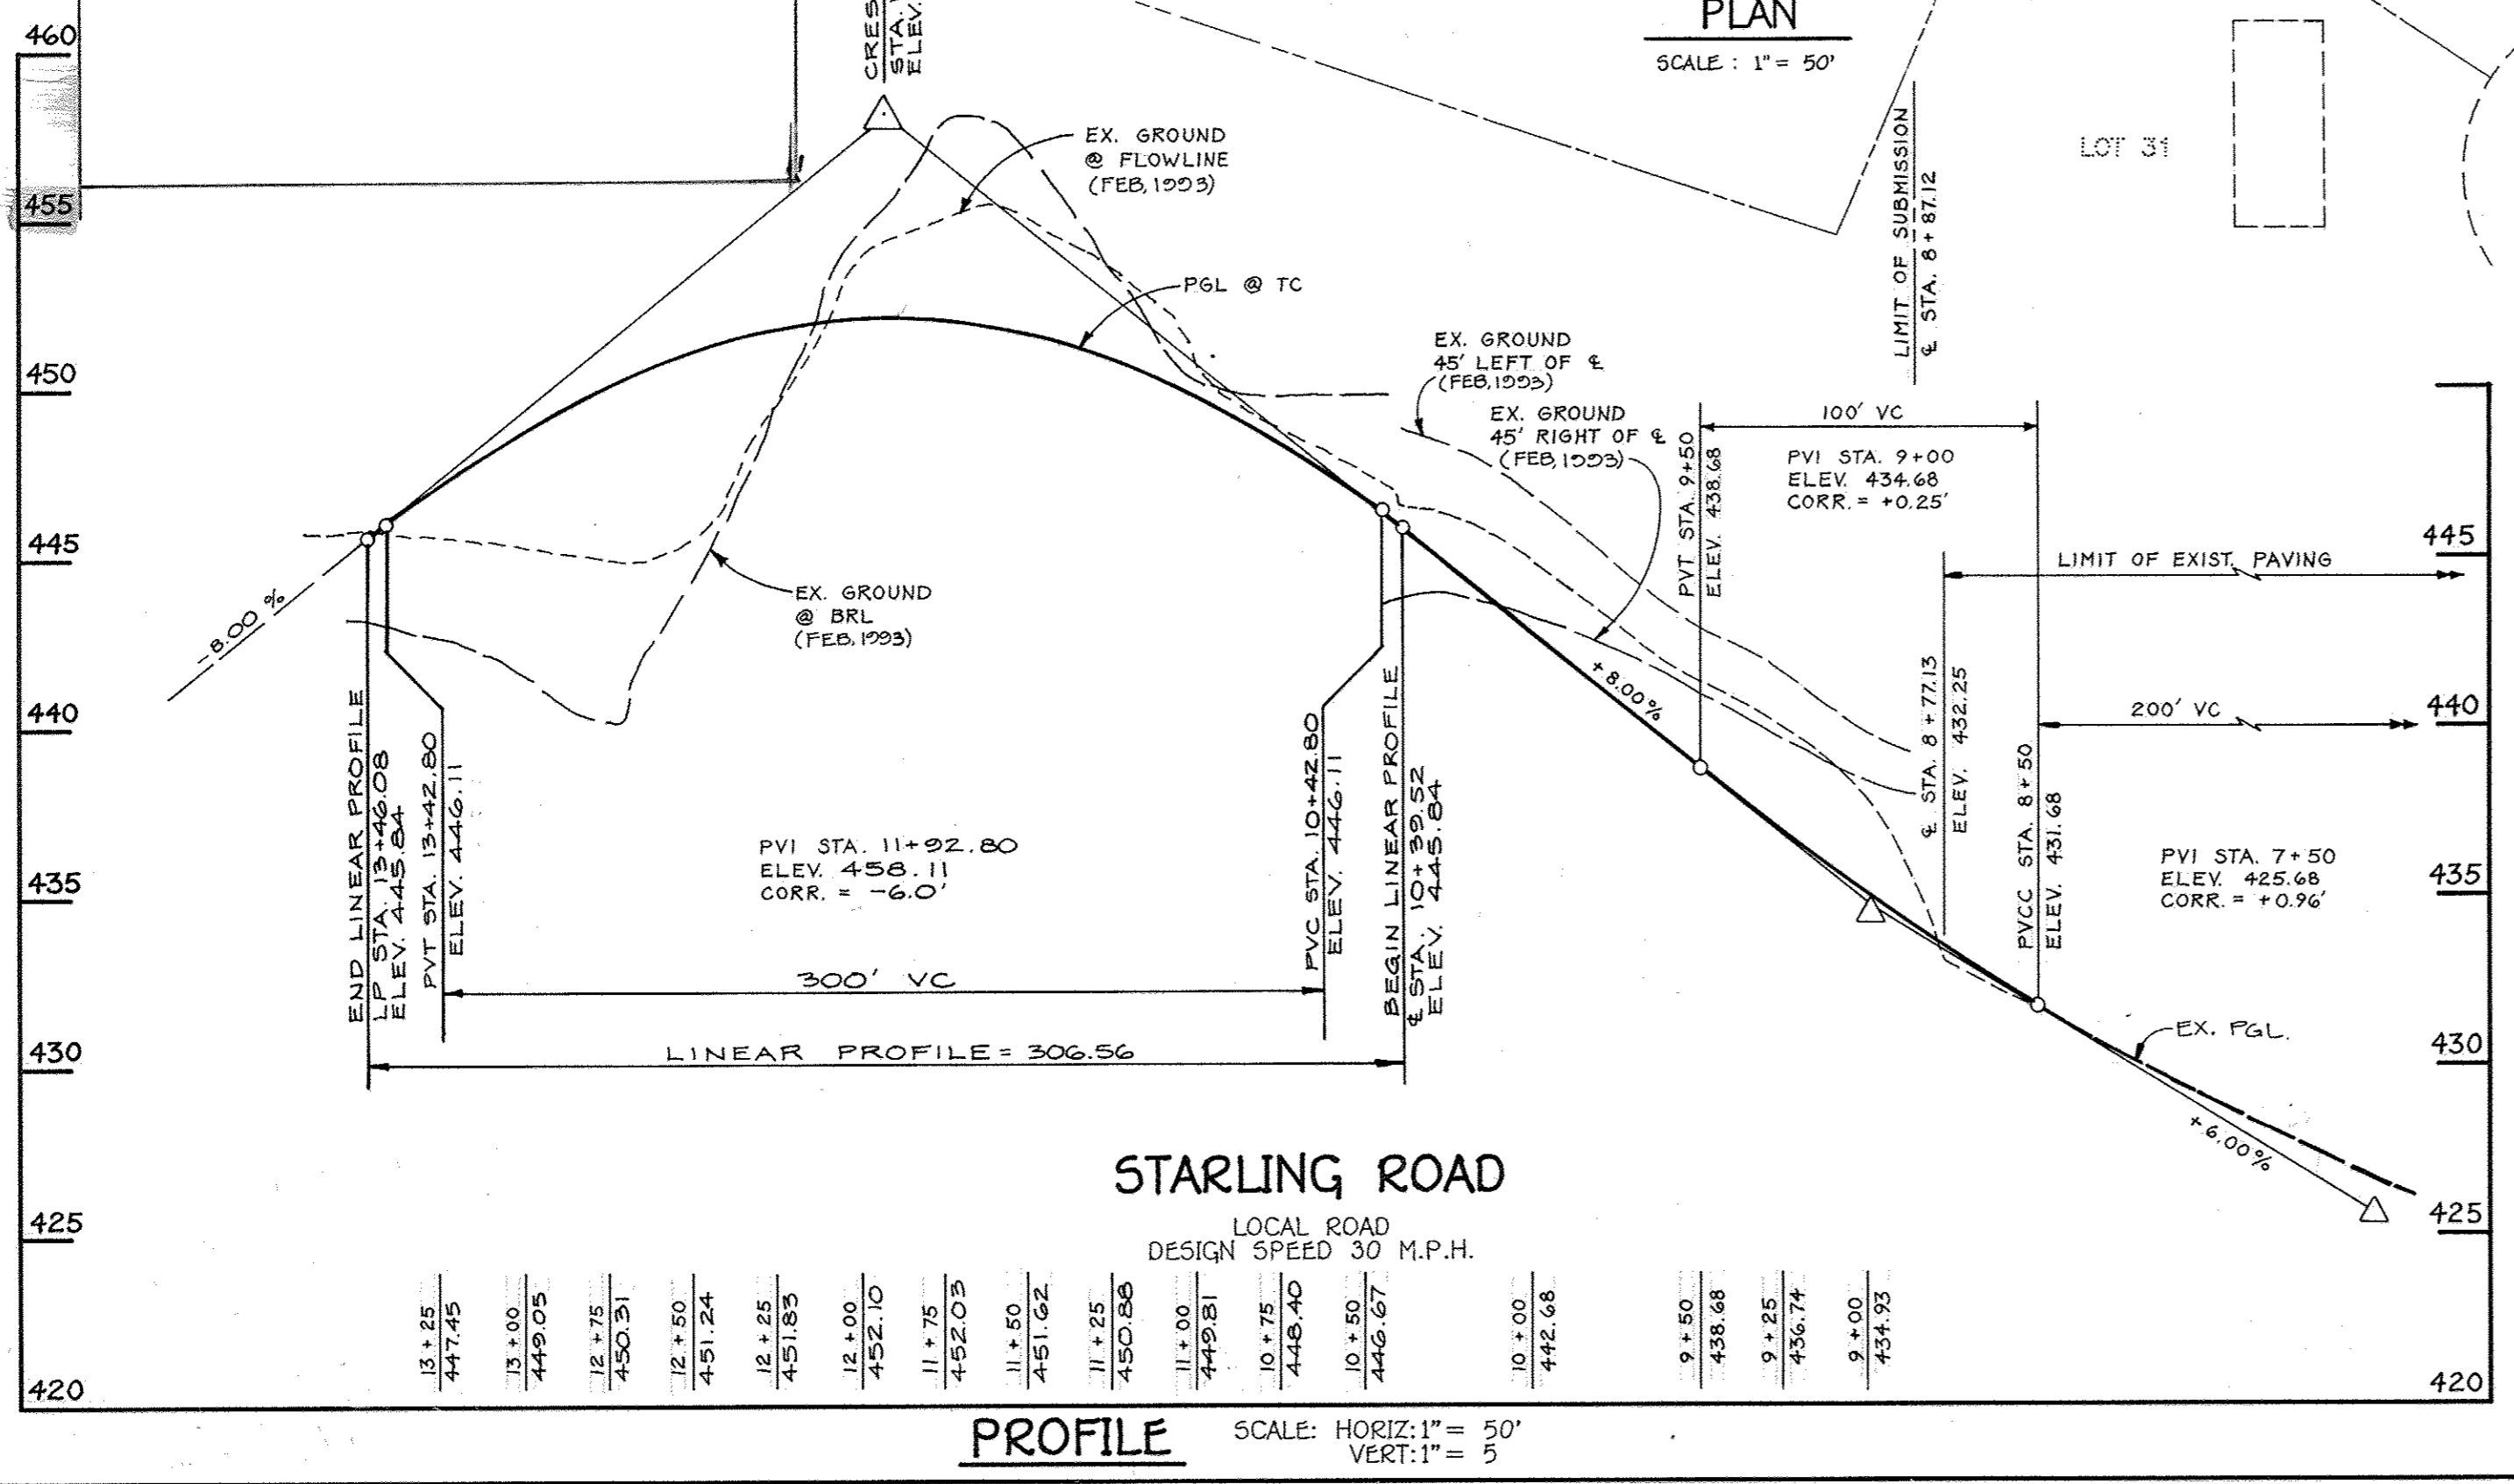 PLAN
SCALE : 1" = 50'
CRES
STA.
ELEV.
460
455
450
445
440
435
430
425
420
EX. GROUND
@ FLOWLINE
(FEB, 1993)
PGL @ TC
LIMIT OF SUBMISSION
℄ STA. 8+87.12
LOT 31
EX. GROUND
45' LEFT OF ℄
(FEB, 1993)
EX. GROUND
45' RIGHT OF ℄
(FEB, 1993)
PVT STA. 9+50
ELEV. 438.68
100' VC
PVI STA. 9+00
ELEV. 434.68
CORR. = +0.25'
LIMIT OF EXIST. PAVING
445
440
435
430
425
420
-8.00 %
EX. GROUND
@ BRL
(FEB, 1993)
+8.00%
℄ STA. 8+77.13
ELEV. 432.25
200' VC
PVCC STA. 8+50
ELEV. 431.68
PVI STA. 7+50
ELEV. 425.68
CORR. = +0.96'
END LINEAR PROFILE
LP STA. 13+46.08
ELEV. 445.84
PVT STA. 13+42.80
ELEV. 446.11
PVI STA. 11+92.80
ELEV. 458.11
CORR. = -6.0'
PVC STA. 10+42.80
ELEV. 446.11
BEGIN LINEAR PROFILE
℄ STA. 10+39.52
ELEV. 445.84
300' VC
LINEAR PROFILE = 306.56
EX. PGL.
+6.00%
STARLING ROAD
LOCAL ROAD
DESIGN SPEED 30 M.P.H.
13+25
447.45
13+00
449.05
12+75
450.31
12+50
451.24
12+25
451.83
12+00
452.10
11+75
452.03
11+50
451.62
11+25
450.88
11+00
449.81
10+75
448.40
10+50
446.67
10+00
442.68
9+50
438.68
9+25
436.74
9+00
434.93
PROFILE
SCALE: HORIZ: 1" = 50'
VERT: 1" = 5